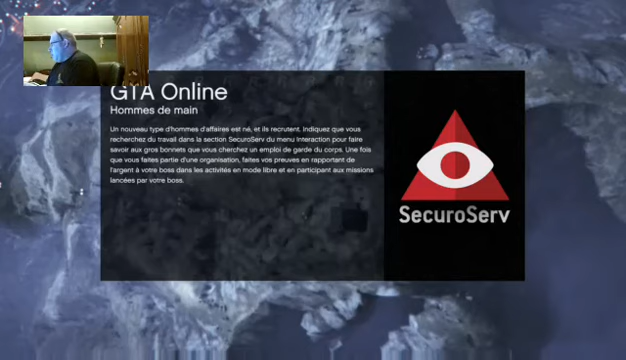 GTA Online
Hommes de main
Un nouveau type d'hommes d'affaires est né, et ils recrutent. Indiquez que vous
recherchez du travail dans la section SecuroServ du menu Interaction pour faire
savoir aux gros bonnets que vous cherchez un emploi de garde du corps. Une fois
que vous faites partie d'une organisation, faites vos preuves en rapportant de
l'argent à votre boss dans les activités en mode libre et en participant aux missions
lancées par votre boss.
SecuroServ